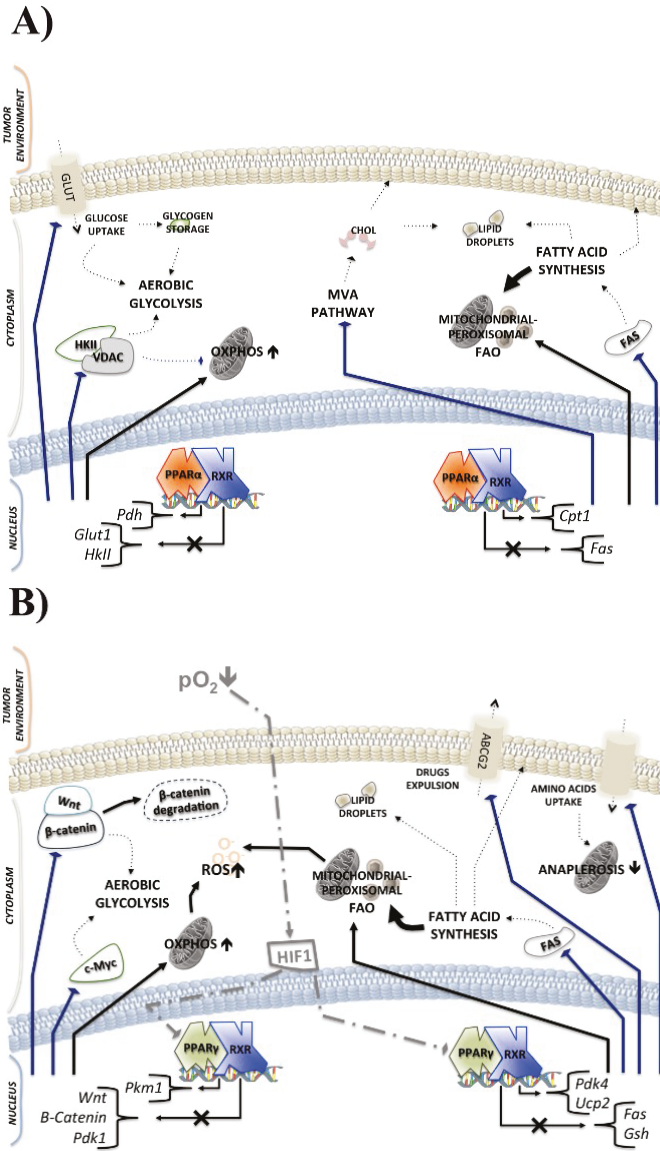 A)
TUMOR
ENVIRONMENT
CYTOPLASM
NUCLEUS
GLUT
GLUCOSE
UPTAKE
GLYCOGEN
STORAGE
AEROBIC
GLYCOLYSIS
HKII
VDAC
OXPHOS
CHOL
MVA
PATHWAY
LIPID
DROPLETS
FATTY ACID
SYNTHESIS
MITOCHONDRIAL-
PEROXISOMAL
FAO
FAS
PPARα
RXR
Pdh
Glut1
HkII
PPARα
RXR
Cpt1
Fas
B)
TUMOR
ENVIRONMENT
CYTOPLASM
NUCLEUS
pO2
Wnt
β-catenin
β-catenin
degradation
AEROBIC
GLYCOLYSIS
c-Myc
OXPHOS
O-
O-O-
ROS
HIF1
LIPID
DROPLETS
MITOCHONDRIAL-
PEROXISOMAL
FAO
FATTY ACID
SYNTHESIS
FAS
DRUGS
EXPULSION
ABCG2
AMINO ACIDS
UPTAKE
ANAPLEROSIS
PPARγ
RXR
Pkm1
Wnt
B-Catenin
Pdk1
PPARγ
RXR
Pdk4
Ucp2
Fas
Gsh